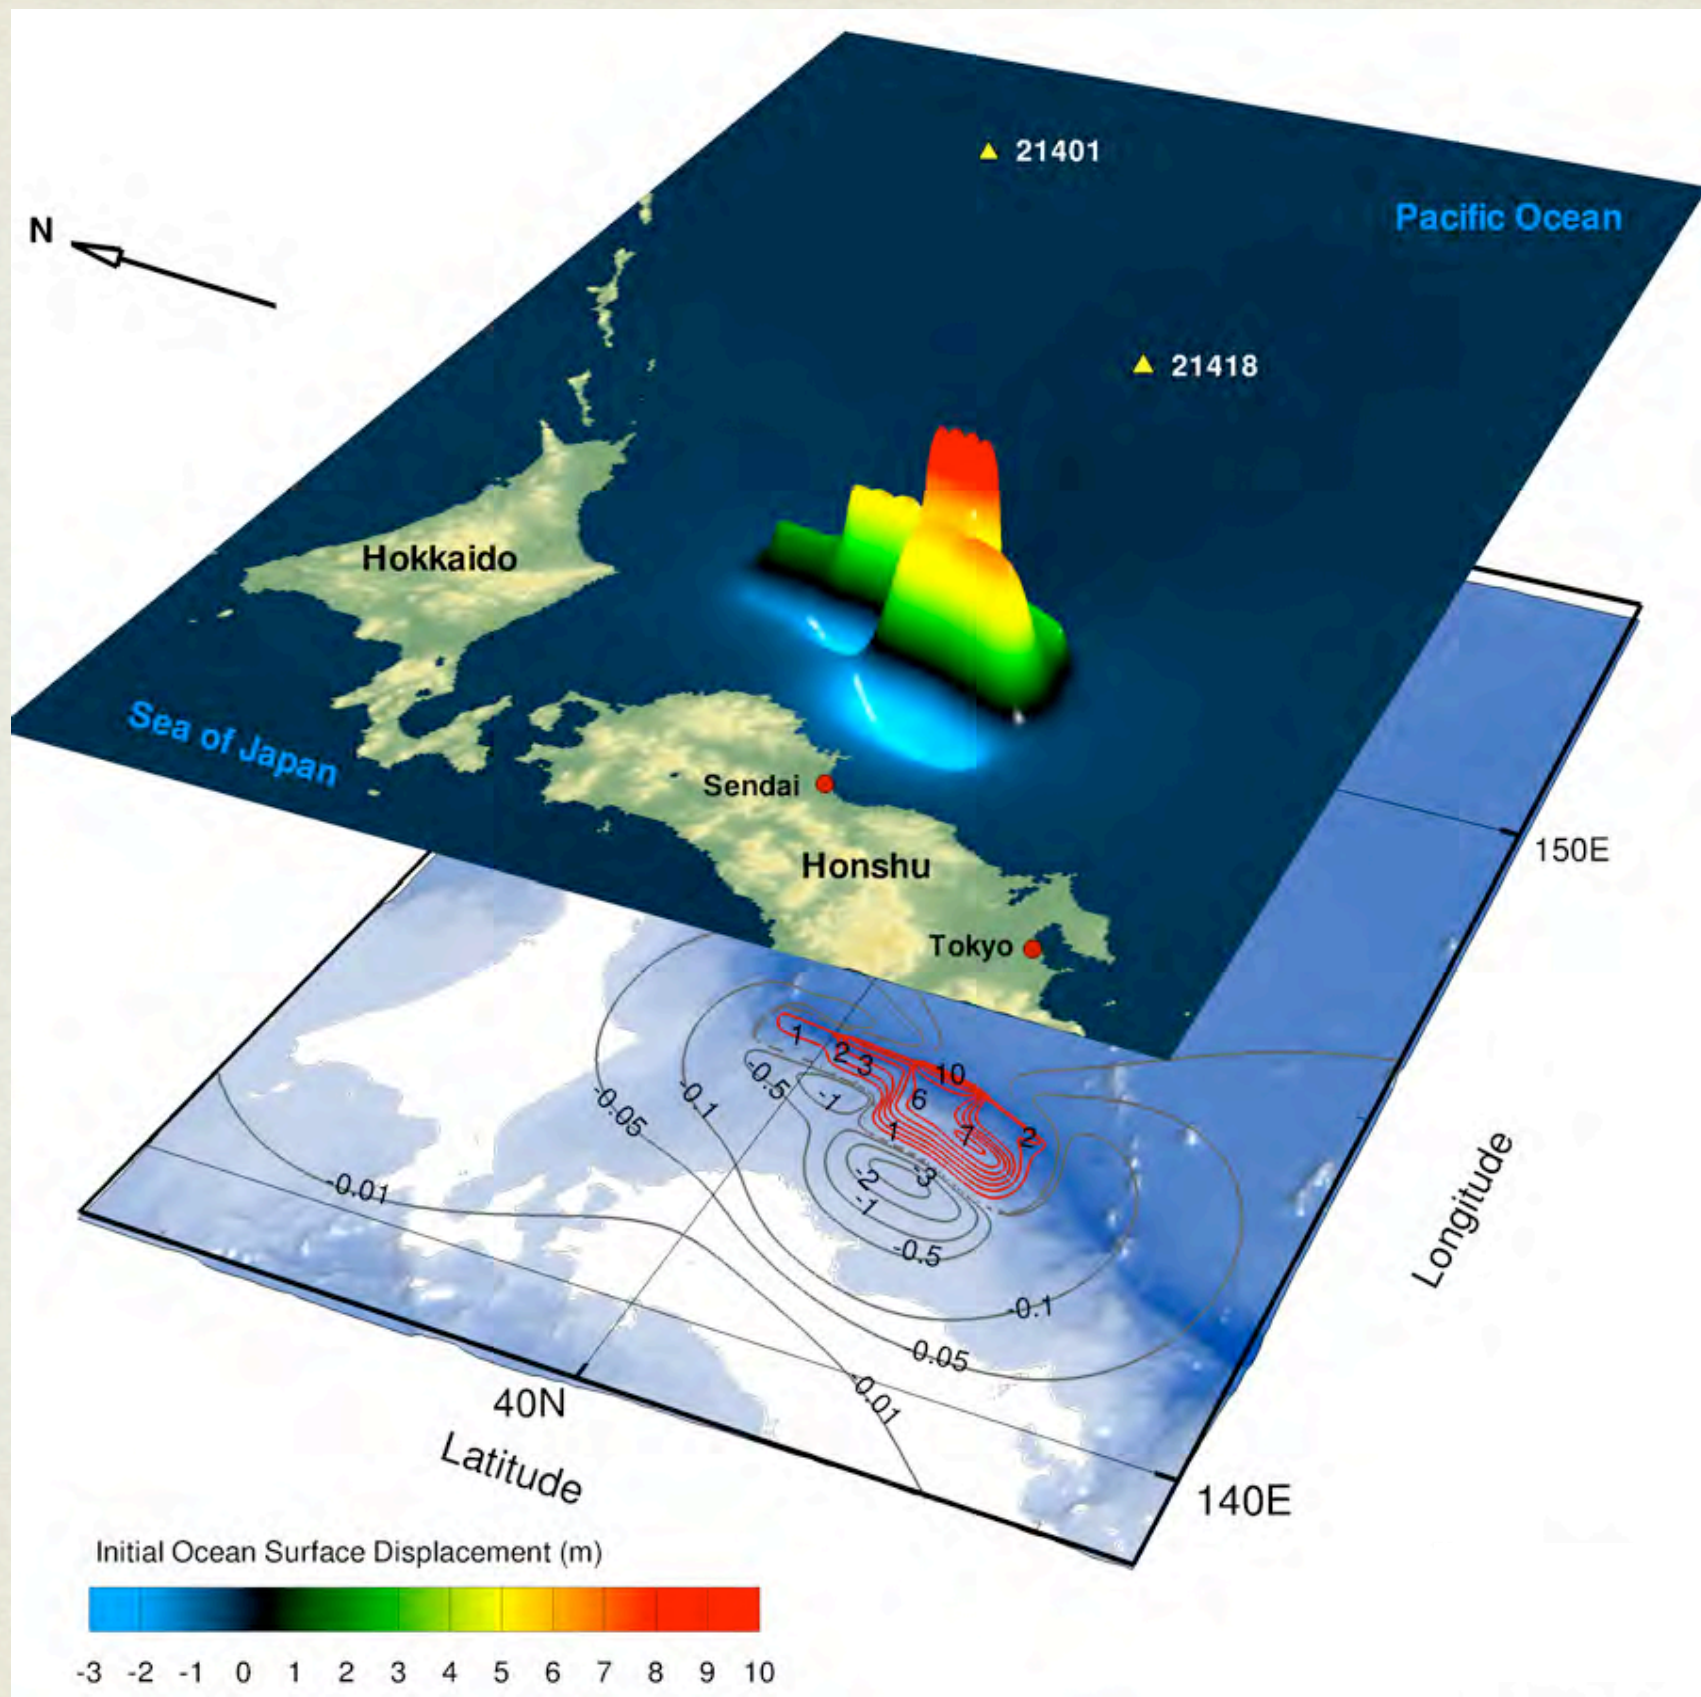 21401
Pacific Ocean
N
21418
Hokkaido
Sea of Japan
Sendai
150E
Honshu
Tokyo
1
2
3
10
-0.5
-1
6
-0.05
-0.1
1
7
2
-3
-2
-1
-0.01
-0.5
Longitude
-0.1
-0.05
-0.01
40N
Latitude
140E
Initial Ocean Surface Displacement (m)
-3 -2 -1 0 1 2 3 4 5 6 7 8 9 10